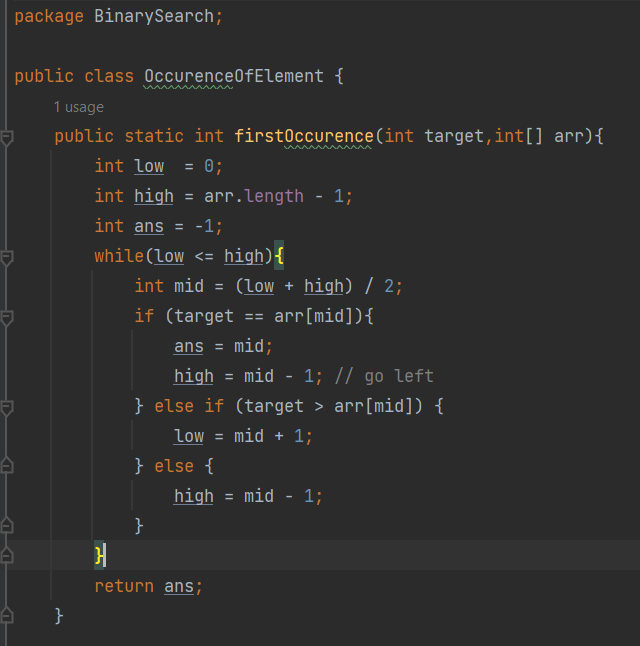 package BinarySearch;
public class OccurenceOfElement {
1 usage
public static int firstOccurence(int target,int[] arr){
int low  = 0;
int high = arr.length - 1;
int ans = -1;
while(low <= high){
int mid = (low + high) / 2;
if (target == arr[mid]){
ans = mid;
high = mid - 1; // go left
} else if (target > arr[mid]) {
low = mid + 1;
} else {
high = mid - 1;
}
}
return ans;
}